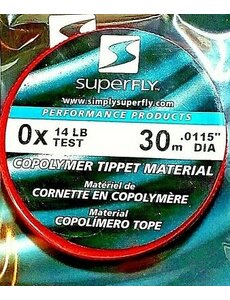 superFLY™
www.simplysuperfly.com
PERFORMANCE PRODUCTS
0X 14 LB TEST 30m .0115" DIA
COPOLYMER TIPPET MATERIAL
Matériel de
CORNETTE EN COPOLYMÈRE
Material
COPOLÍMERO TOPE